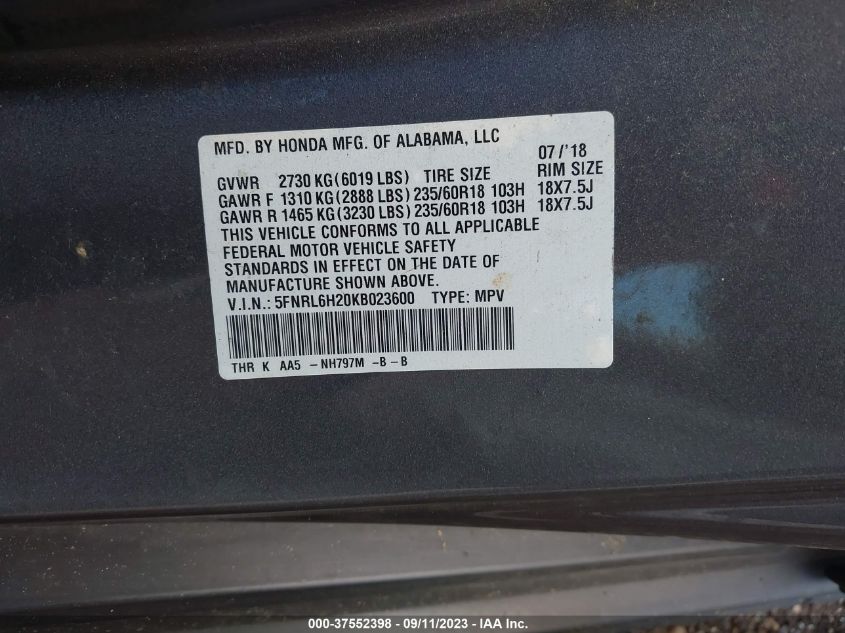 MFD. BY HONDA MFG. OF ALABAMA, LLC
07/'18
GVWR 2730 KG(6019 LBS) TIRE SIZE RIM SIZE
GAWR F 1310 KG(2888 LBS) 235/60R18 103H 18X7.5J
GAWR R 1465 KG(3230 LBS) 235/60R18 103H 18X7.5J
THIS VEHICLE CONFORMS TO ALL APPLICABLE
FEDERAL MOTOR VEHICLE SAFETY
STANDARDS IN EFFECT ON THE DATE OF
MANUFACTURE SHOWN ABOVE.
V.I.N.: 5FNRL6H20KB023600 TYPE: MPV
THR K AA5 -NH797M -B-B
000-37552398 - 09/11/2023 - IAA Inc.